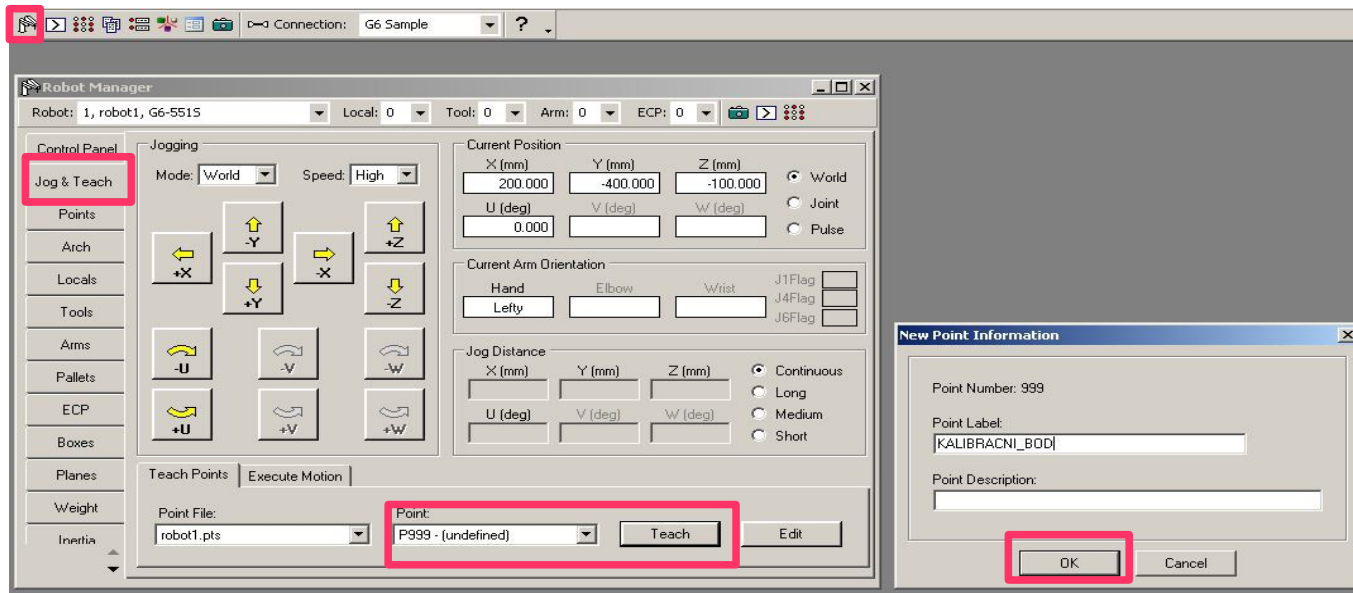 Connection: G6 Sample ?
Robot Manager
Robot: 1, robot1, G6-551S Local: 0 Tool: 0 Arm: 0 ECP: 0
Control Panel
Jog & Teach
Points
Arch
Locals
Tools
Arms
Pallets
ECP
Boxes
Planes
Weight
Inertia
Jogging
Mode: World Speed: High
-Y +Z
+X -X
+Y -Z
-U -V -W
+U +V +W
Current Position
X (mm) Y (mm) Z (mm)
200.000 -400.000 -100.000
World
U (deg) V (deg) W (deg)
Joint
0.000
Pulse
Current Arm Orientation
Hand Elbow Wrist
Lefty
J1Flag
J4Flag
J6Flag
Jog Distance
X (mm) Y (mm) Z (mm)
Continuous
Long
U (deg) V (deg) W (deg)
Medium
Short
Teach Points Execute Motion
Point File: Point:
robot1.pts P999 - (undefined) Teach Edit
New Point Information
Point Number: 999
Point Label:
KALIBRACNI_BOD
Point Description:
OK Cancel